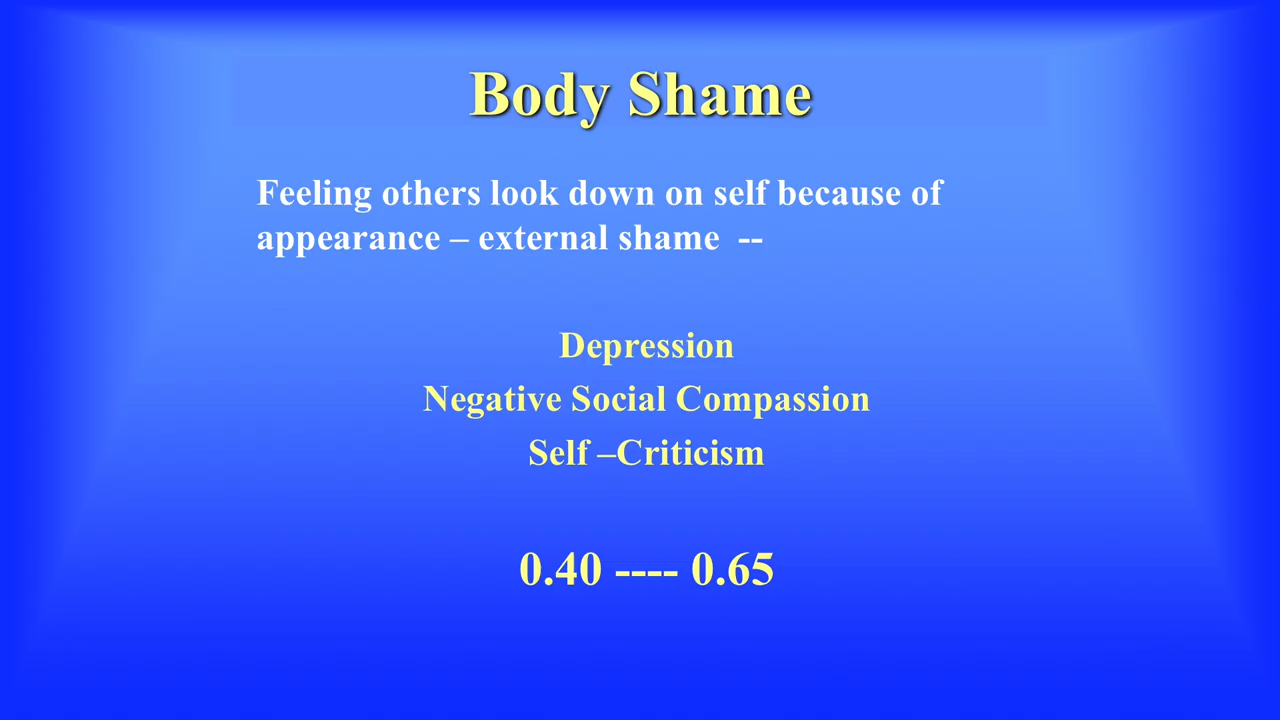 Body Shame
Feeling others look down on self because of
appearance – external shame  --
Depression
Negative Social Compassion
Self –Criticism
0.40 ---- 0.65